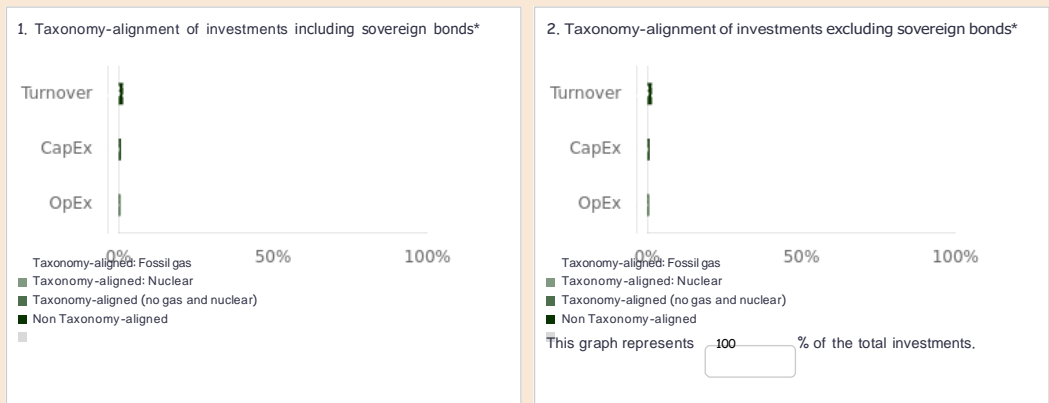 1. Taxonomy-alignment of investments including sovereign bonds*
Turnover
CapEx
OpEx
0% 50% 100%
Taxonomy-aligned: Fossil gas
Taxonomy-aligned: Nuclear
Taxonomy-aligned (no gas and nuclear)
Non Taxonomy-aligned
2. Taxonomy-alignment of investments excluding sovereign bonds*
Turnover
CapEx
OpEx
0% 50% 100%
Taxonomy-aligned: Fossil gas
Taxonomy-aligned: Nuclear
Taxonomy-aligned (no gas and nuclear)
Non Taxonomy-aligned
This graph represents 100 % of the total investments.